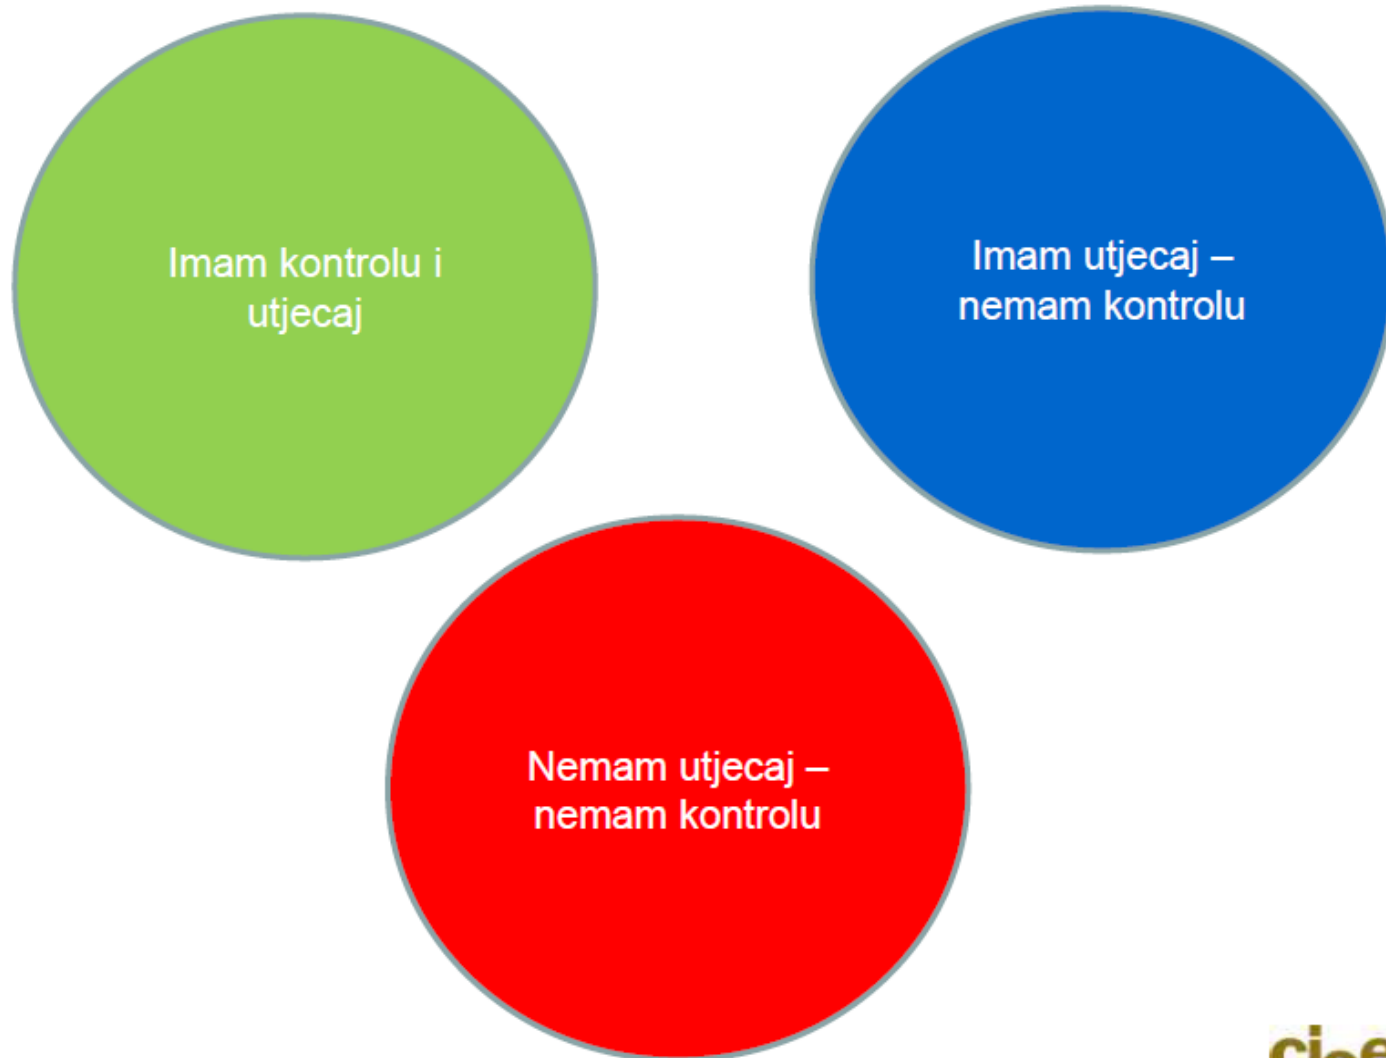 Imam kontrolu i
utjecaj
Imam utjecaj –
nemam kontrolu
Nemam utjecaj –
nemam kontrolu